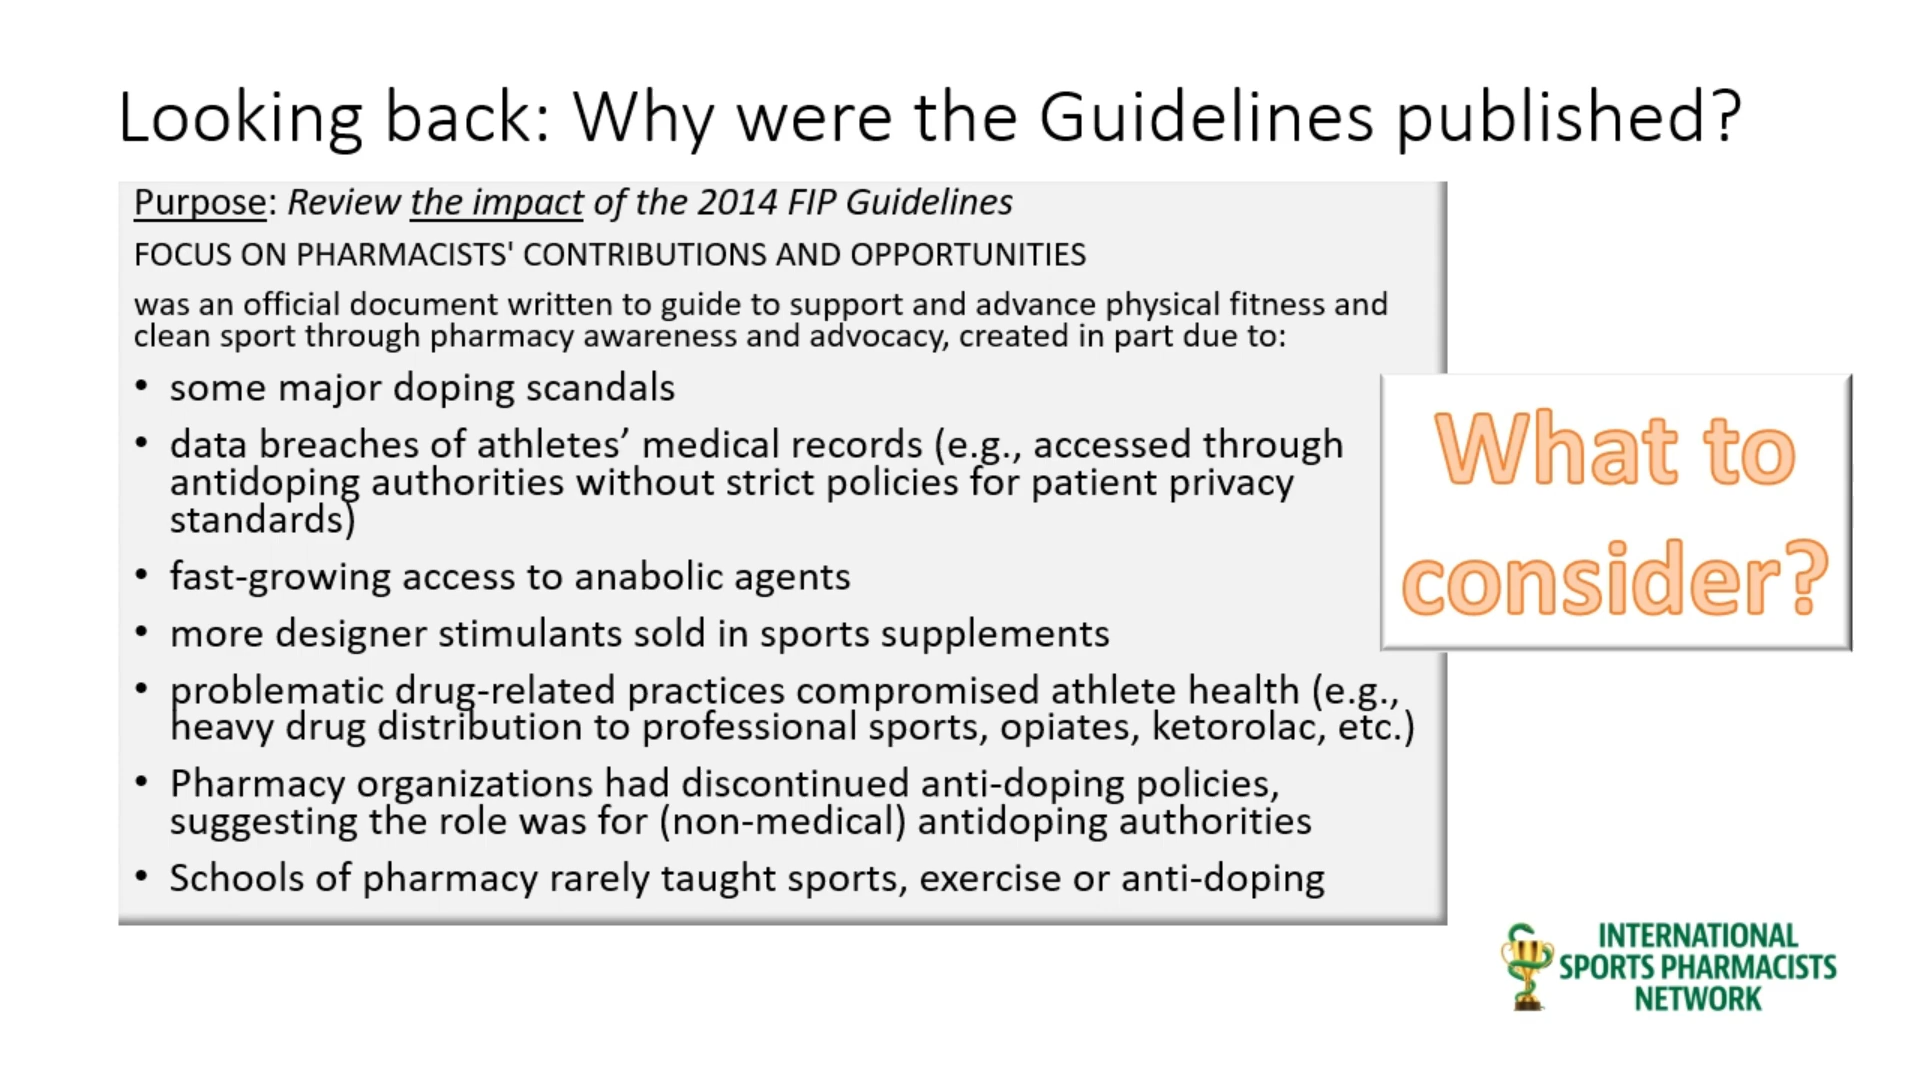 Looking back: Why were the Guidelines published?
Purpose: Review the impact of the 2014 FIP Guidelines
FOCUS ON PHARMACISTS' CONTRIBUTIONS AND OPPORTUNITIES
was an official document written to guide to support and advance physical fitness and
clean sport through pharmacy awareness and advocacy, created in part due to:
• some major doping scandals
• data breaches of athletes’ medical records (e.g., accessed through
antidoping authorities without strict policies for patient privacy
standards)
• fast-growing access to anabolic agents
• more designer stimulants sold in sports supplements
• problematic drug-related practices compromised athlete health (e.g.,
heavy drug distribution to professional sports, opiates, ketorolac, etc.)
• Pharmacy organizations had discontinued anti-doping policies,
suggesting the role was for (non-medical) antidoping authorities
• Schools of pharmacy rarely taught sports, exercise or anti-doping
What to
consider?
INTERNATIONAL
SPORTS PHARMACISTS
NETWORK